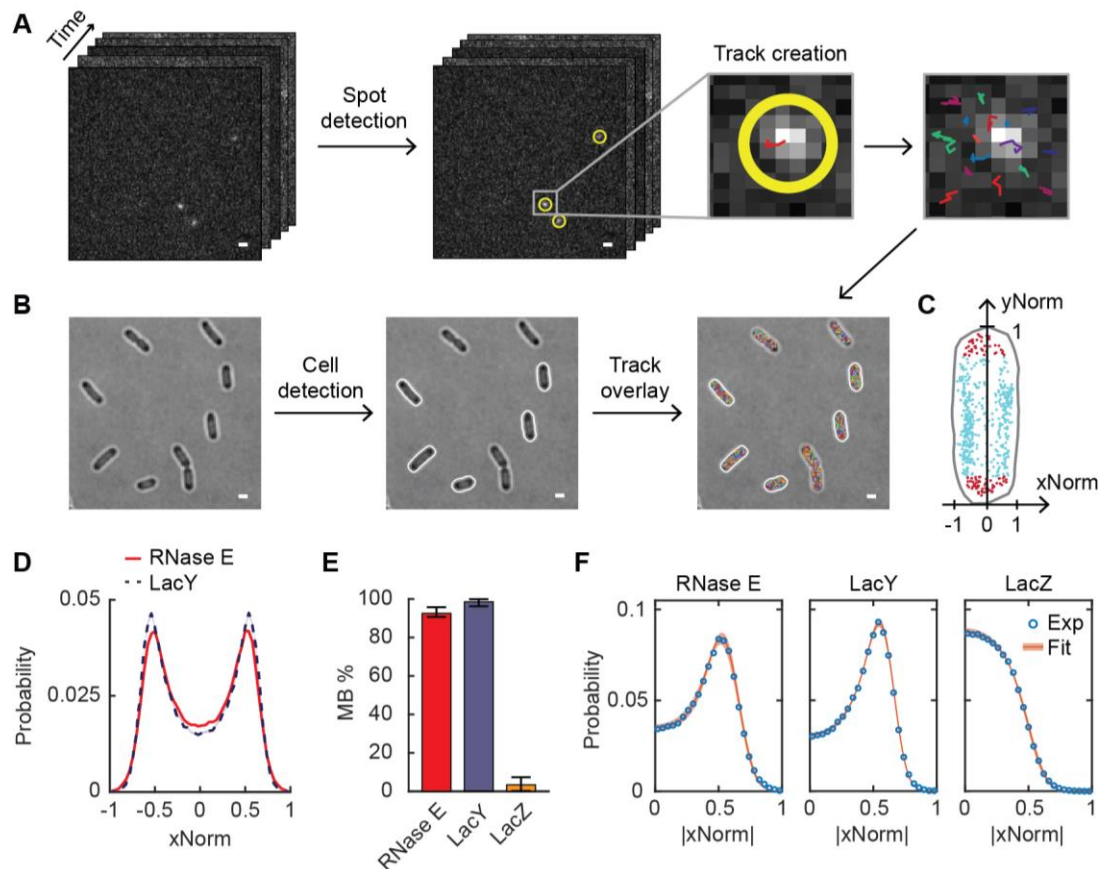 A
Time
Spot
detection
Track creation
B
Cell
detection
Track
overlay
C
yNorm
1
xNorm
-1 0 1
D
RNase E
LacY
0.05
0.025
0
Probability
-1 -0.5 0 0.5 1
xNorm
E
100
80
60
40
20
0
MB %
RNase E
LacY
LacZ
F
RNase E LacY LacZ
Exp
Fit
0.1
0.05
0
Probability
0 0.5 1 0 0.5 1 0 0.5 1
|xNorm| |xNorm| |xNorm|